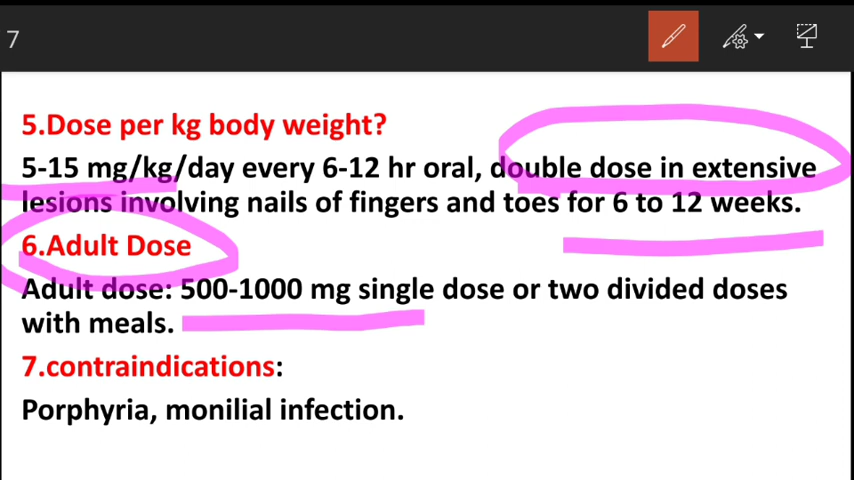 7
5.Dose per kg body weight?
5-15 mg/kg/day every 6-12 hr oral, double dose in extensive
lesions involving nails of fingers and toes for 6 to 12 weeks.
6.Adult Dose
Adult dose: 500-1000 mg single dose or two divided doses
with meals.
7.contraindications:
Porphyria, monilial infection.